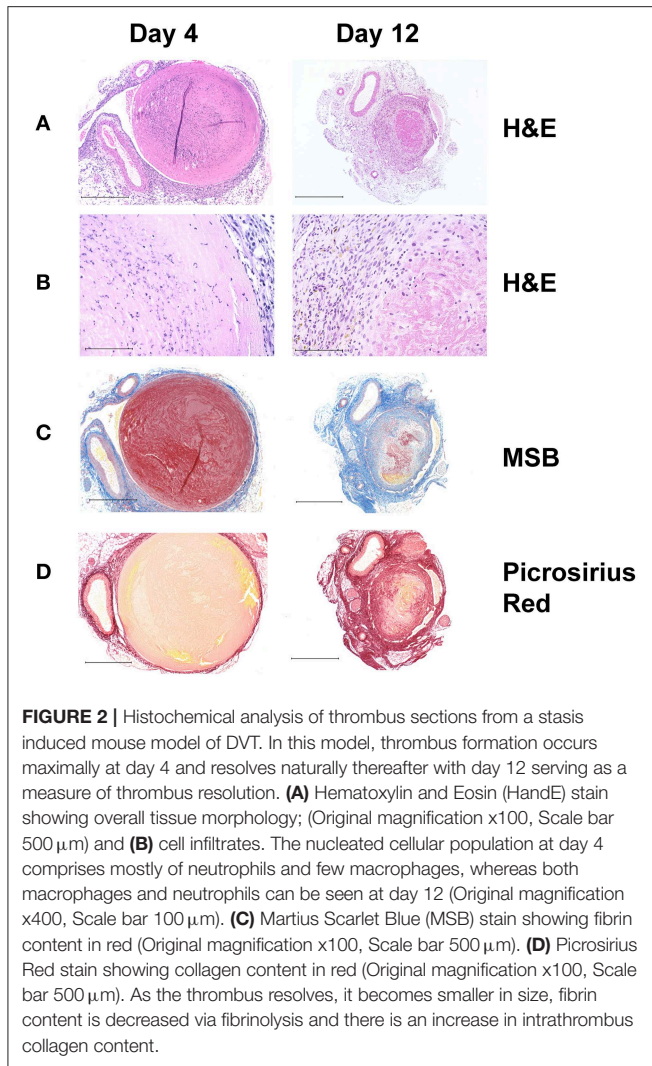 Day 4 Day 12
A H&E
B H&E
C MSB
D Picrosirius
Red
FIGURE 2 | Histochemical analysis of thrombus sections from a stasis
induced mouse model of DVT. In this model, thrombus formation occurs
maximally at day 4 and resolves naturally thereafter with day 12 serving as a
measure of thrombus resolution. (A) Hematoxylin and Eosin (HandE) stain
showing overall tissue morphology; (Original magnification x100, Scale bar
500 μm) and (B) cell infiltrates. The nucleated cellular population at day 4
comprises mostly of neutrophils and few macrophages, whereas both
macrophages and neutrophils can be seen at day 12 (Original magnification
x400, Scale bar 100 μm). (C) Martius Scarlet Blue (MSB) stain showing fibrin
content in red (Original magnification x100, Scale bar 500 μm). (D) Picrosirius
Red stain showing collagen content in red (Original magnification x100, Scale
bar 500 μm). As the thrombus resolves, it becomes smaller in size, fibrin
content is decreased via fibrinolysis and there is an increase in intrathrombus
collagen content.